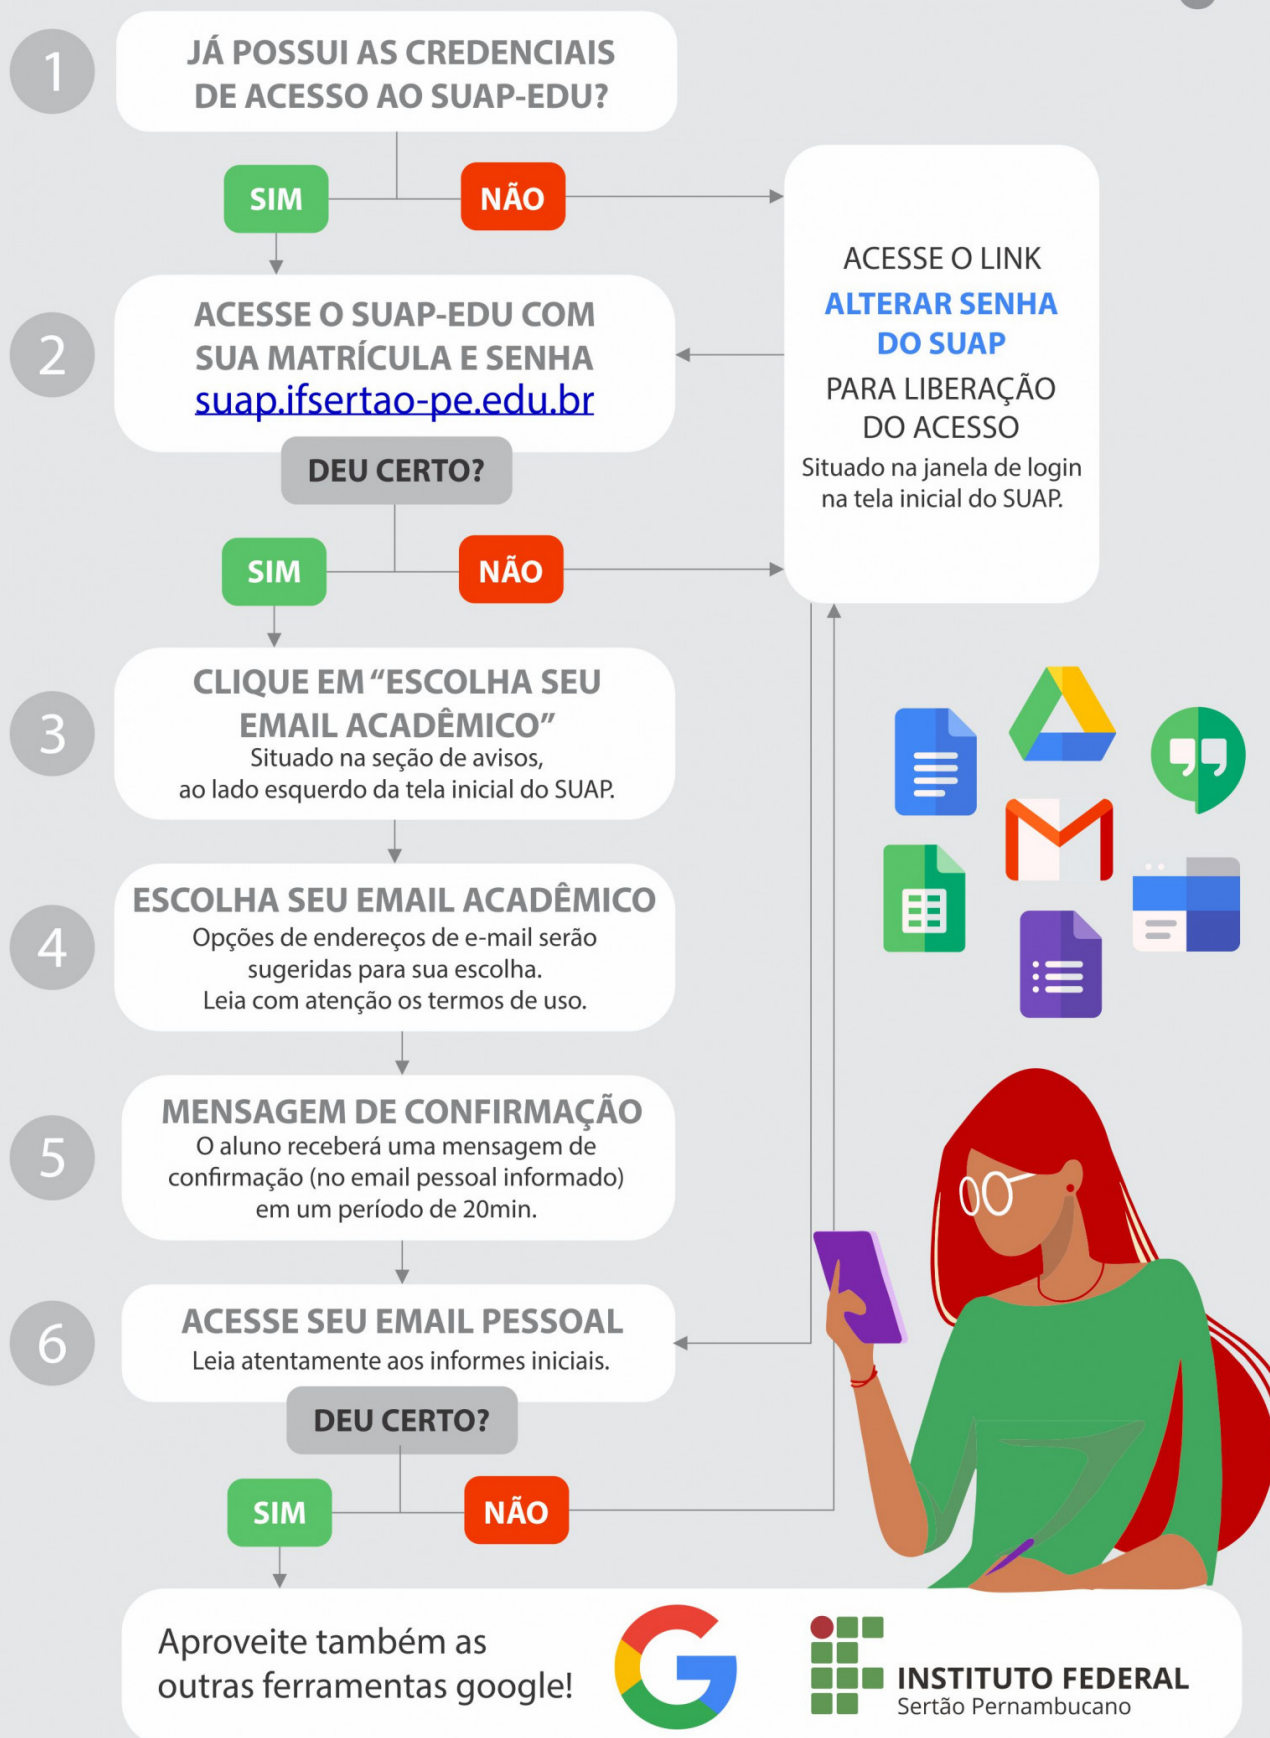 1
JÁ POSSUI AS CREDENCIAIS
DE ACESSO AO SUAP-EDU?
SIM
NÃO
ACESSE O LINK
ALTERAR SENHA
DO SUAP
PARA LIBERAÇÃO
DO ACESSO
Situado na janela de login
na tela inicial do SUAP.
2
ACESSE O SUAP-EDU COM
SUA MATRÍCULA E SENHA
suap.ifsertao-pe.edu.br
DEU CERTO?
SIM
NÃO
3
CLIQUE EM “ESCOLHA SEU
EMAIL ACADÊMICO”
Situado na seção de avisos,
ao lado esquerdo da tela inicial do SUAP.
4
ESCOLHA SEU EMAIL ACADÊMICO
Opções de endereços de e-mail serão
sugeridas para sua escolha.
Leia com atenção os termos de uso.
5
MENSAGEM DE CONFIRMAÇÃO
O aluno receberá uma mensagem de
confirmação (no email pessoal informado)
em um período de 20min.
6
ACESSE SEU EMAIL PESSOAL
Leia atentamente aos informes iniciais.
DEU CERTO?
SIM
NÃO
Aproveite também as
outras ferramentas google!
G
INSTITUTO FEDERAL
Sertão Pernambucano